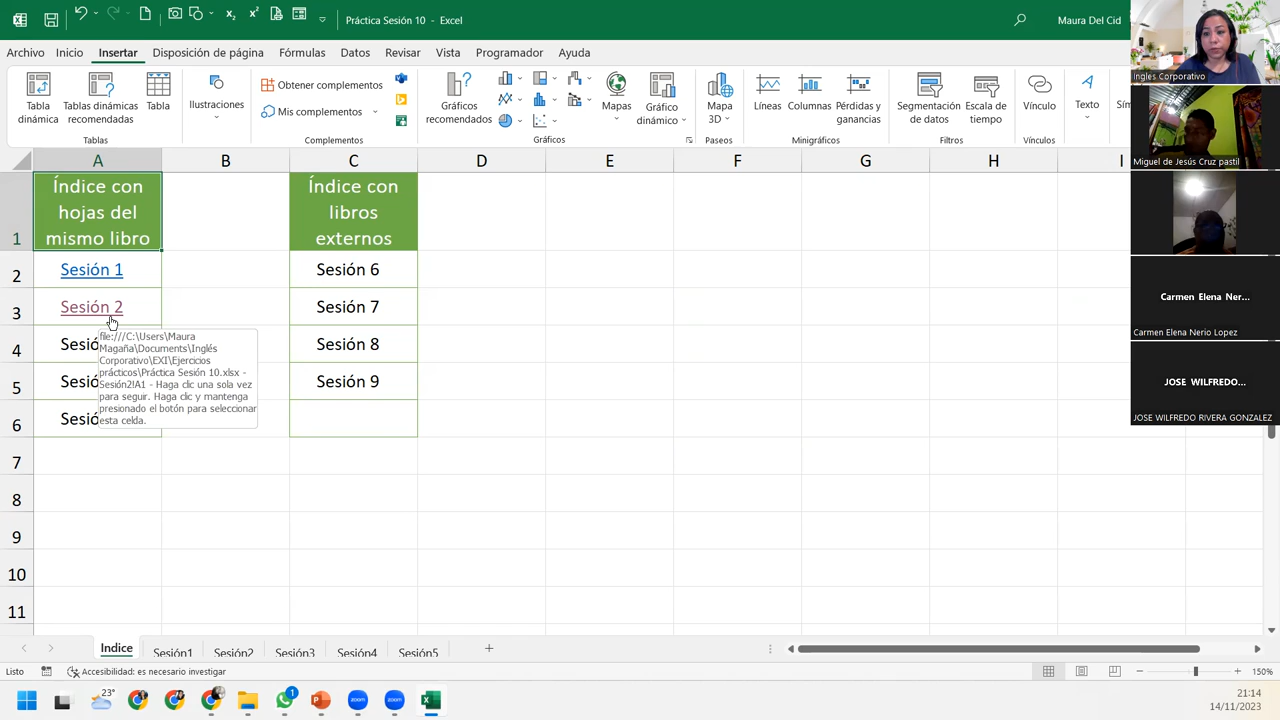 Práctica Sesión 10 - Excel
Maura Del Cid
Archivo Inicio Insertar Disposición de página Fórmulas Datos Revisar Vista Programador Ayuda
Tabla dinámica
Tablas dinámicas recomendadas
Tabla
Tablas
Ilustraciones
Obtener complementos
Mis complementos
Complementos
Gráficos recomendados
Mapas
Gráfico dinámico
Gráficos
Mapa 3D
Paseos
Líneas
Columnas
Pérdidas y ganancias
Minigráficos
Segmentación de datos
Escala de tiempo
Filtros
Vínculo
Vínculos
Texto
A B C D E F G H I
1
Índice con
hojas del
mismo libro
Índice con
libros
externos
2 Sesión 1 Sesión 6
3 Sesión 2 Sesión 7
4 Sesió Sesión 8
5 Sesió Sesión 9
6 Sesió
7
8
9
10
11
file:///C:\Users\Maura
Magaña\Documents\Inglés
Corporativo\EXI\Ejercicios
prácticos\Práctica Sesión 10.xlsx -
Sesión2!A1 - Haga clic una sola vez
para seguir. Haga clic y mantenga
presionado el botón para seleccionar
esta celda.
Ingles Corporativo
Miguel de Jesús Cruz pastil
Carmen Elena Ner...
Carmen Elena Nerio Lopez
JOSE WILFREDO...
JOSE WILFREDO RIVERA GONZALEZ
Indice Sesión1 Sesión2 Sesión3 Sesión4 Sesión5
Listo
Accesibilidad: es necesario investigar
150%
23°
1
zoom
zoom
21:14
14/11/2023